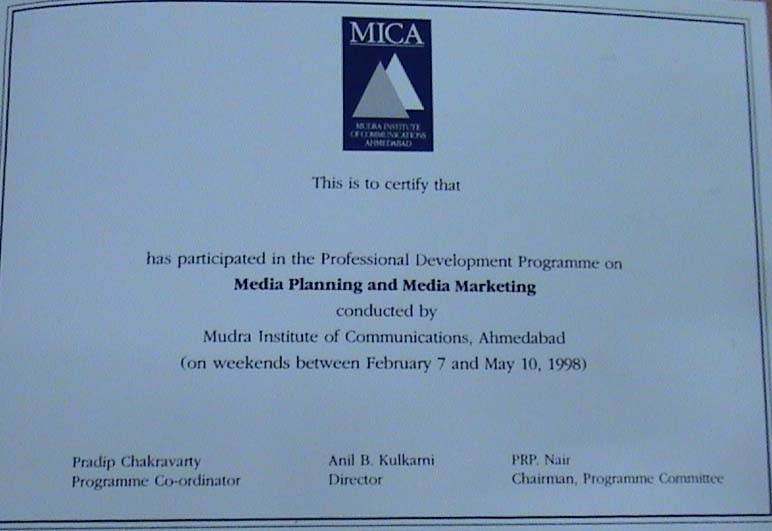 MICA
MUDRA INSTITUTE
OF COMMUNICATIONS
AHMEDABAD
This is to certify that
has participated in the Professional Development Programme on
Media Planning and Media Marketing
conducted by
Mudra Institute of Communications, Ahmedabad
(on weekends between February 7 and May 10, 1998)
Pradip Chakravarty
Programme Co-ordinator
Anil B. Kulkarni
Director
PRP. Nair
Chairman, Programme Committee